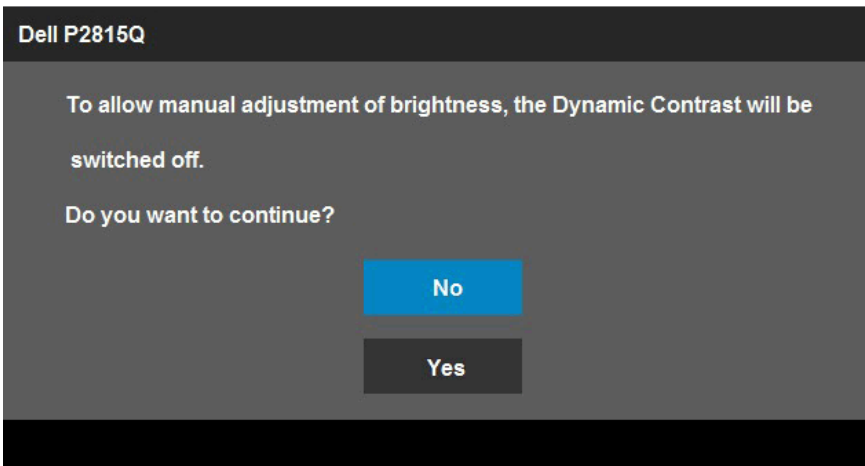 Dell P2815Q
To allow manual adjustment of brightness, the Dynamic Contrast will be
switched off.
Do you want to continue?
No
Yes